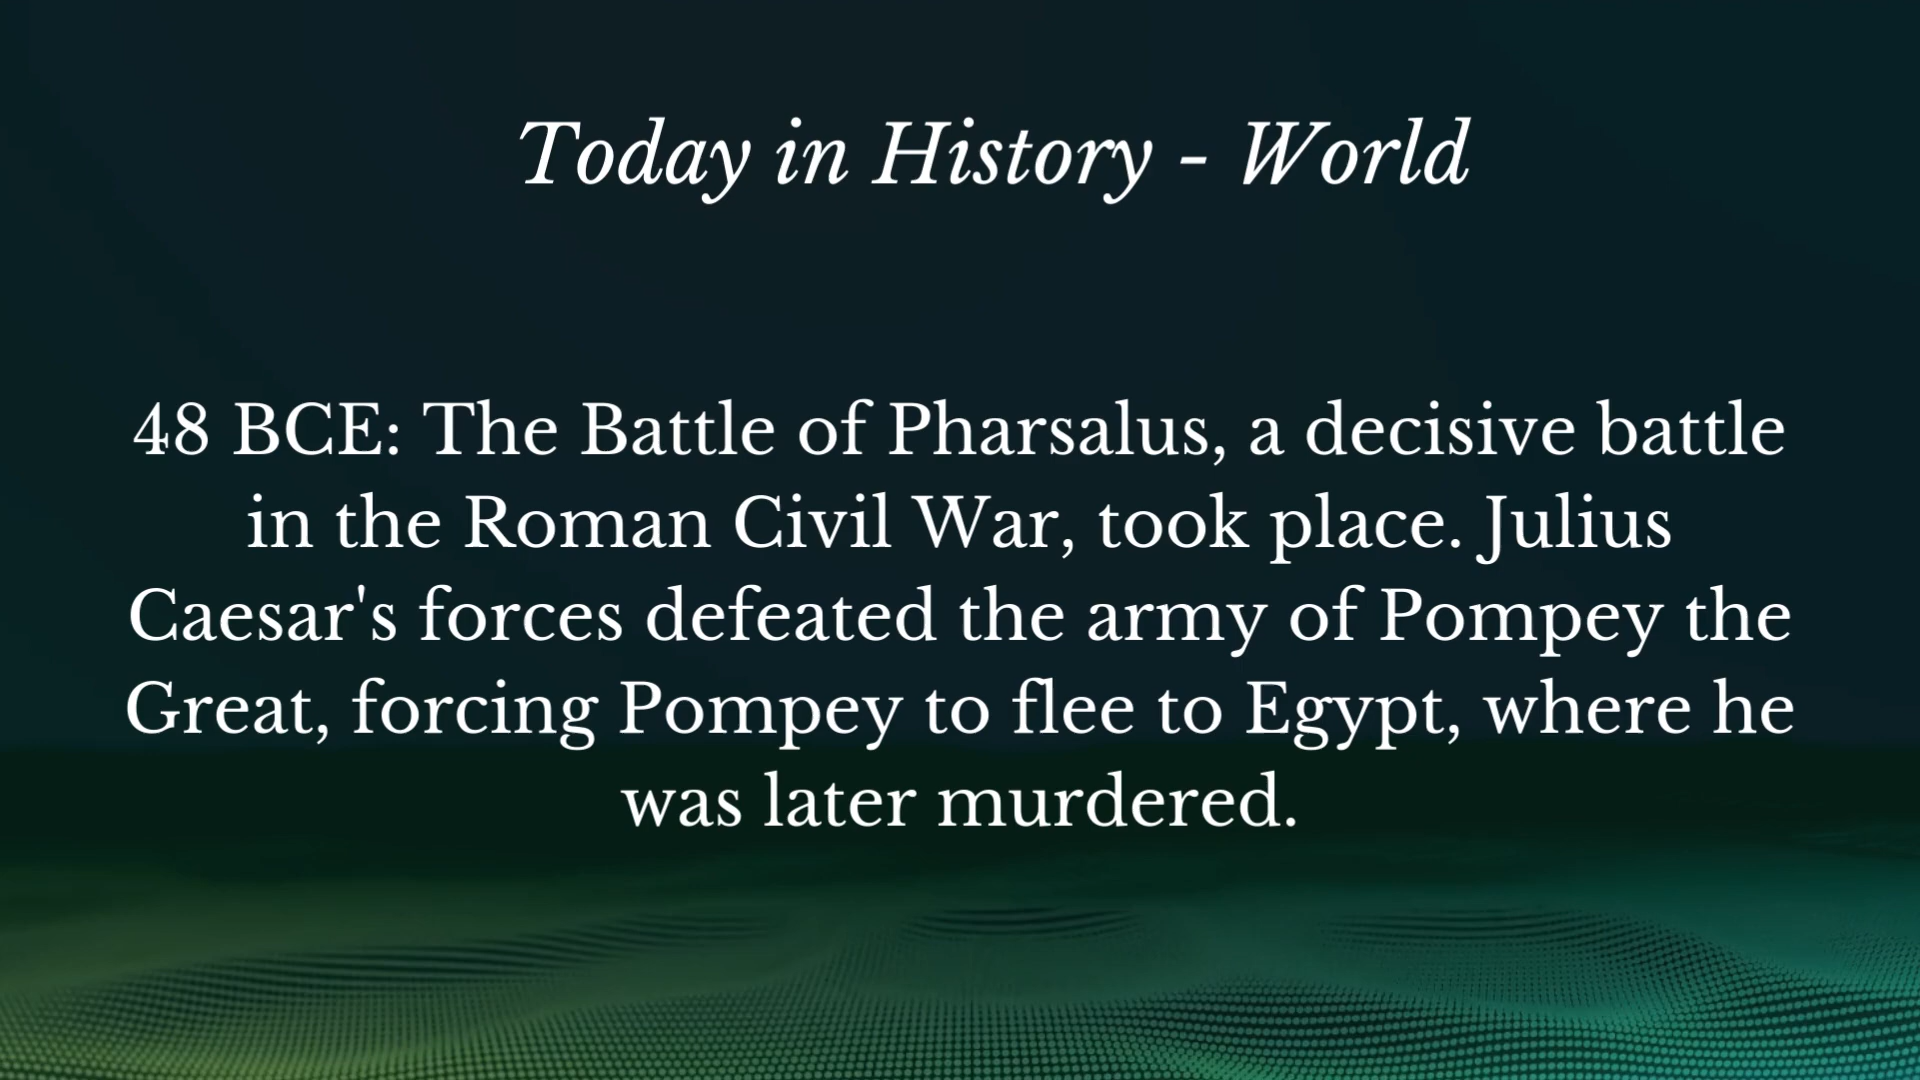 Today in History - World
48 BCE: The Battle of Pharsalus, a decisive battle
in the Roman Civil War, took place. Julius
Caesar's forces defeated the army of Pompey the
Great, forcing Pompey to flee to Egypt, where he
was later murdered.